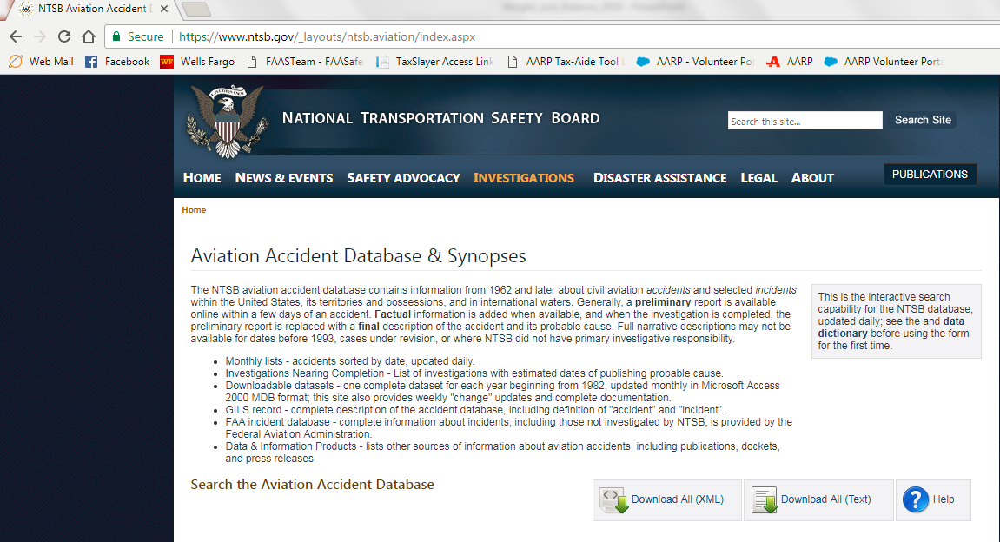 NTSB Aviation Accident D
Secure https://www.ntsb.gov/_layouts/ntsb.aviation/index.aspx
Web Mail Facebook WF Wells Fargo FAASTeam - FAASafe TaxSlayer Access Link AARP Tax-Aide Tool AARP - Volunteer Por AARP AARP Volunteer Porta
NATIONAL TRANSPORTATION SAFETY BOARD
Search this site... Search Site
HOME NEWS & EVENTS SAFETY ADVOCACY INVESTIGATIONS DISASTER ASSISTANCE LEGAL ABOUT PUBLICATIONS
Home
Aviation Accident Database & Synopses
The NTSB aviation accident database contains information from 1962 and later about civil aviation accidents and selected incidents
within the United States, its territories and possessions, and in international waters. Generally, a preliminary report is available
online within a few days of an accident. Factual information is added when available, and when the investigation is completed, the
preliminary report is replaced with a final description of the accident and its probable cause. Full narrative descriptions may not be
available for dates before 1993, cases under revision, or where NTSB did not have primary investigative responsibility.
This is the interactive search
capability for the NTSB database,
updated daily; see the and data
dictionary before using the form
for the first time.
• Monthly lists - accidents sorted by date, updated daily.
• Investigations Nearing Completion - List of investigations with estimated dates of publishing probable cause.
• Downloadable datasets - one complete dataset for each year beginning from 1982, updated monthly in Microsoft Access
2000 MDB format; this site also provides weekly "change" updates and complete documentation.
• GILS record - complete description of the accident database, including definition of "accident" and "incident".
• FAA incident database - complete information about incidents, including those not investigated by NTSB, is provided by the
Federal Aviation Administration.
• Data & Information Products - lists other sources of information about aviation accidents, including publications, dockets,
and press releases
Search the Aviation Accident Database
Download All (XML) Download All (Text) ? Help